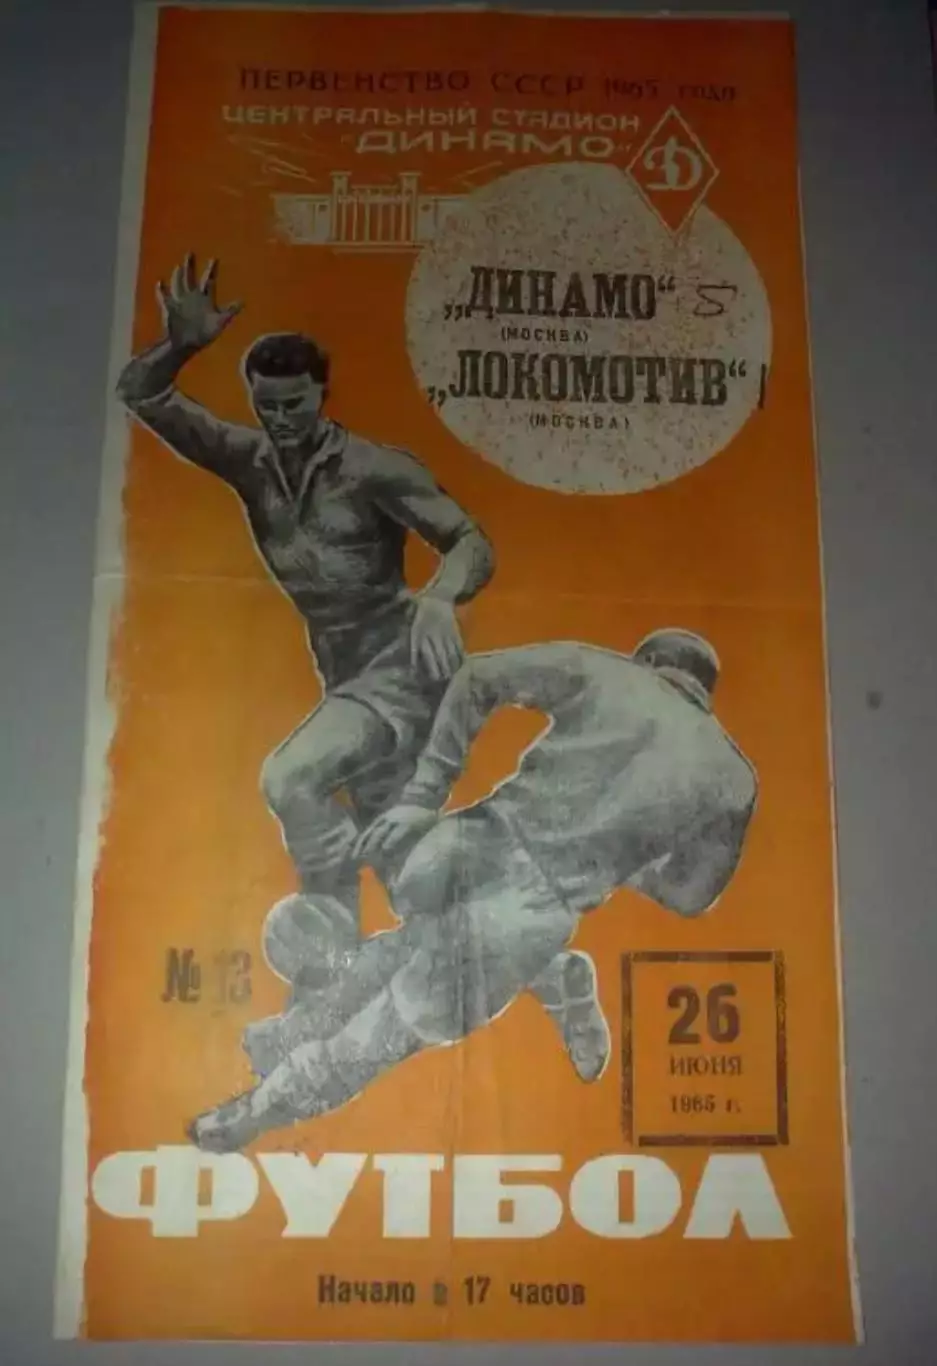 ПЕРВЕНСТВО СССР 1965 года
ЦЕНТРАЛЬНЫЙ СТАДИОН
"ДИНАМО"
Д
„ДИНАМО“ 5
(МОСКВА)
„ЛОКОМОТИВ“ 1
(МОСКВА)
№ 13
26
ИЮНЯ
1965 г.
ФУТБОЛ
Начало в 17 часов